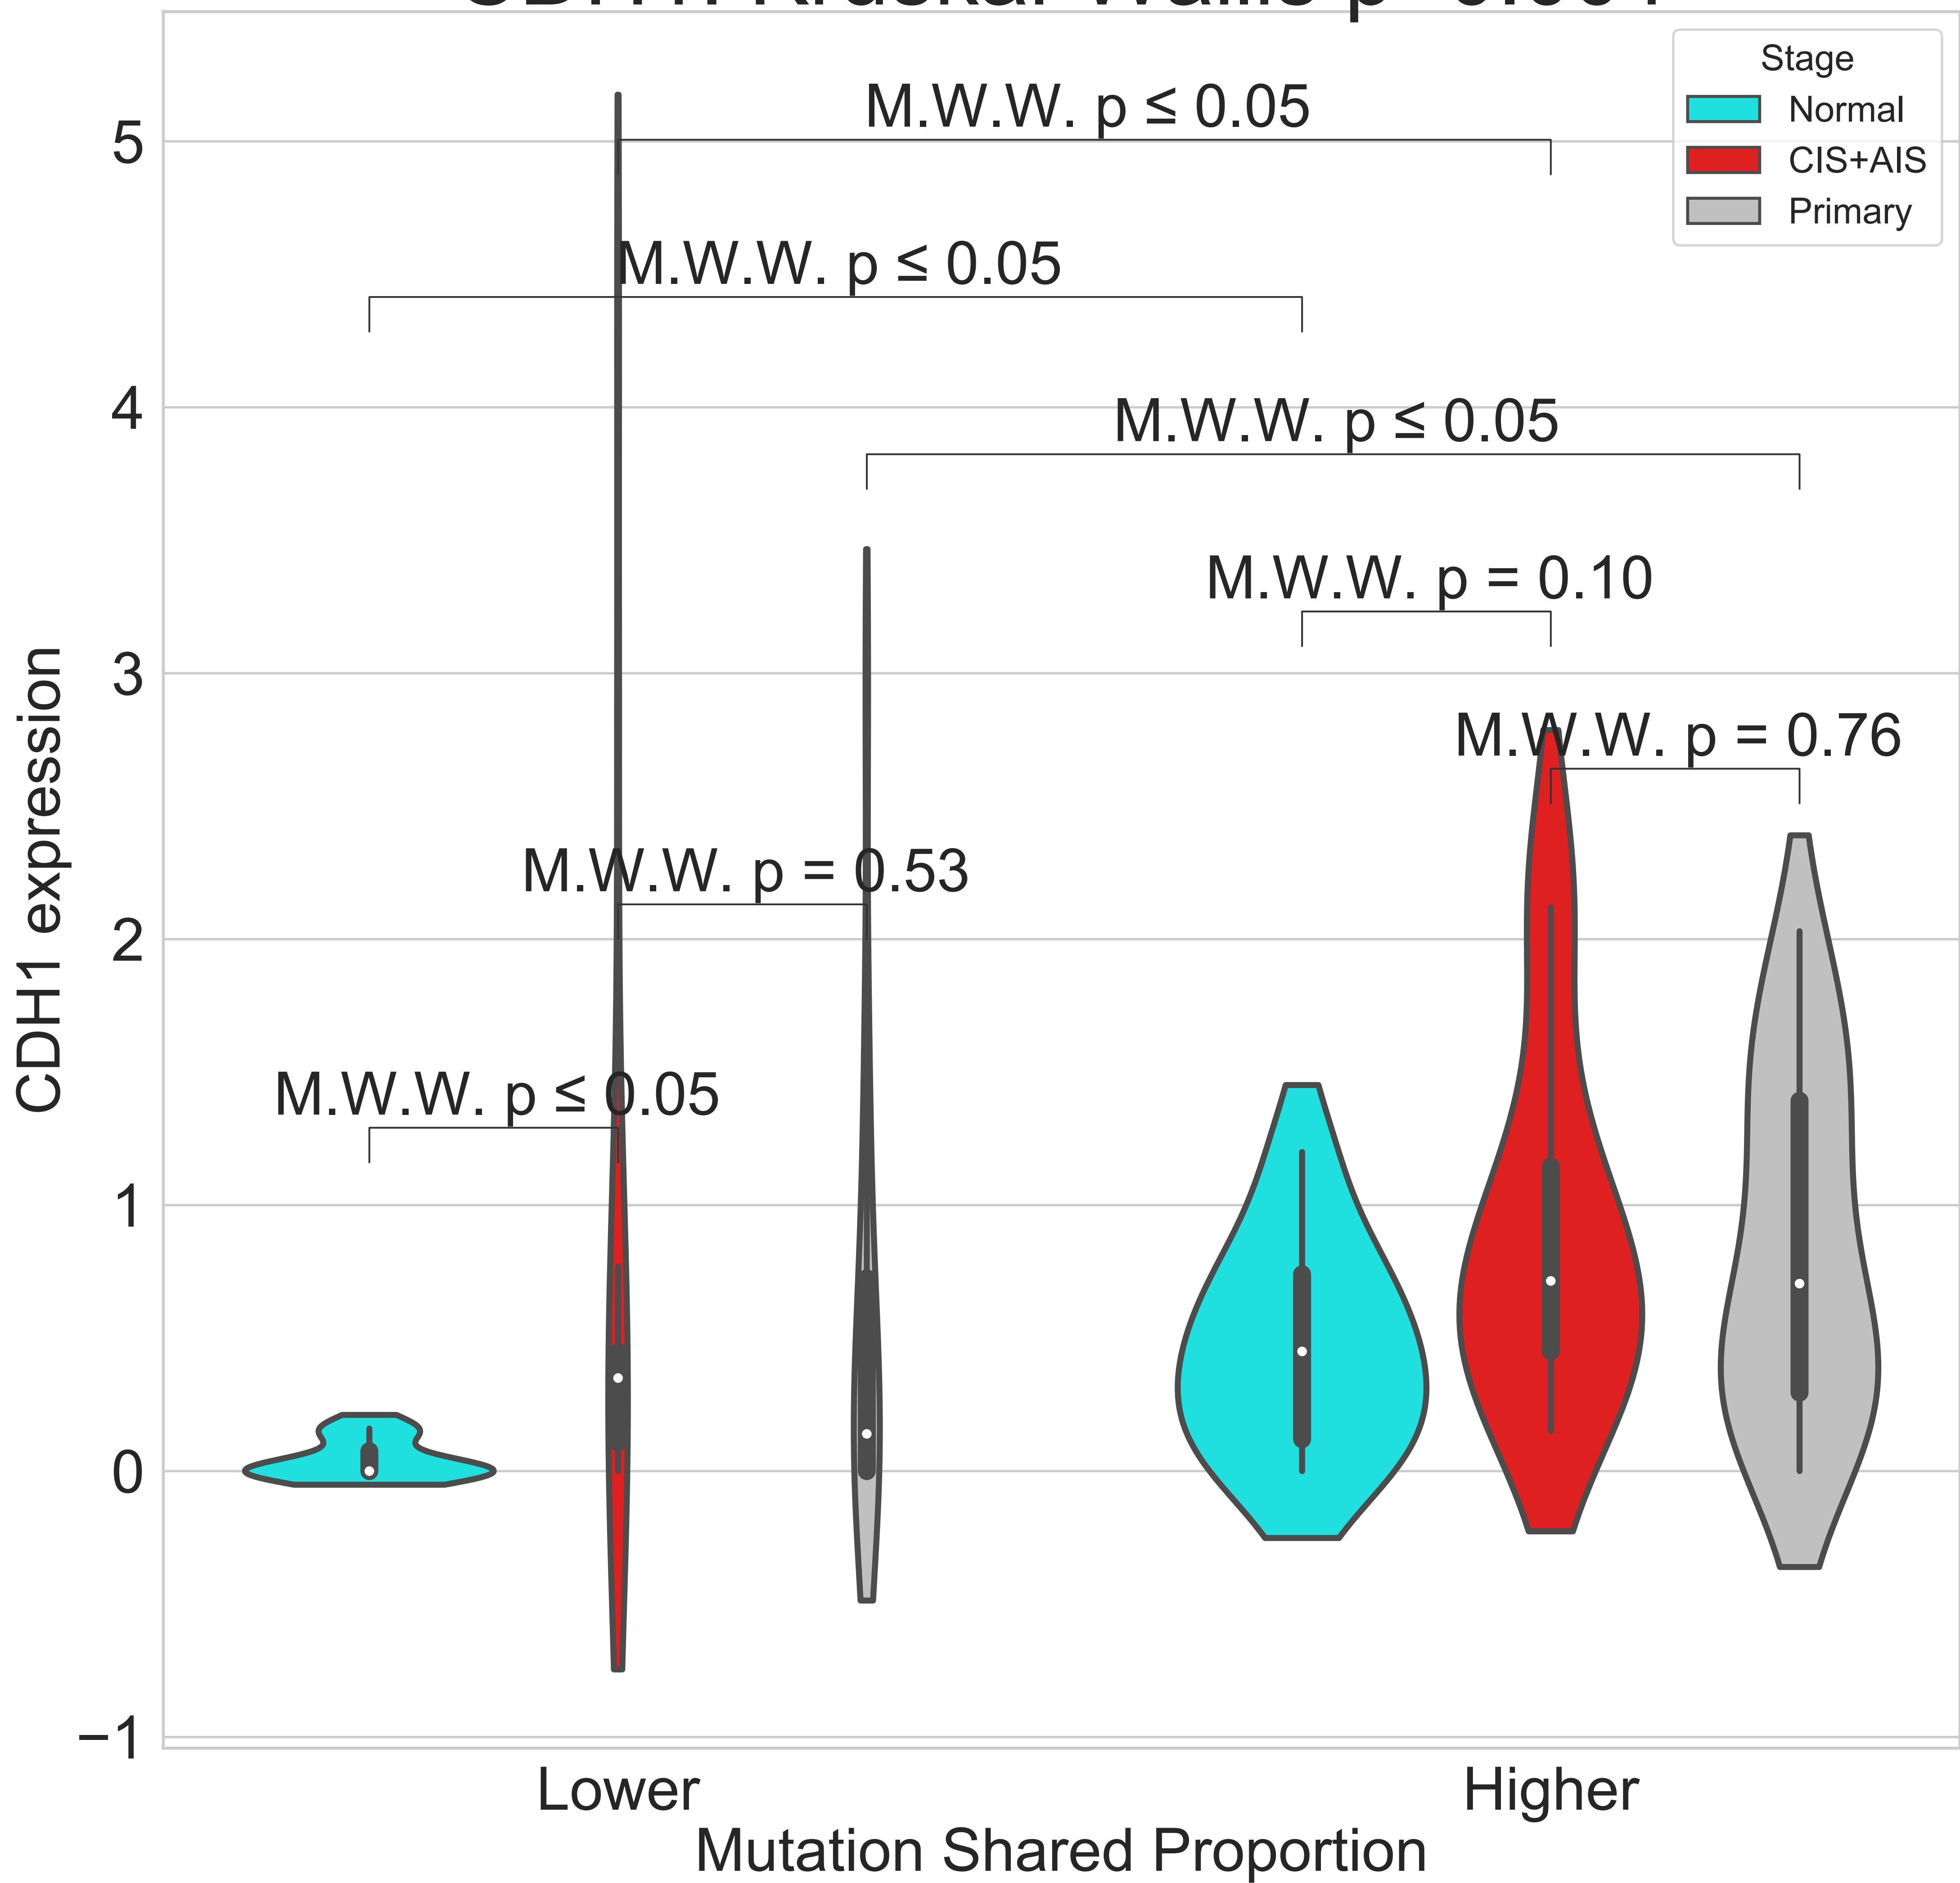 Stage
Normal
CIS+AIS
Primary
M.W.W. p ≤ 0.05
M.W.W. p ≤ 0.05
M.W.W. p ≤ 0.05
M.W.W. p = 0.10
M.W.W. p = 0.76
M.W.W. p = 0.53
M.W.W. p ≤ 0.05
5
4
3
2
1
0
−1
CDH1 expression
Lower
Higher
Mutation Shared Proportion